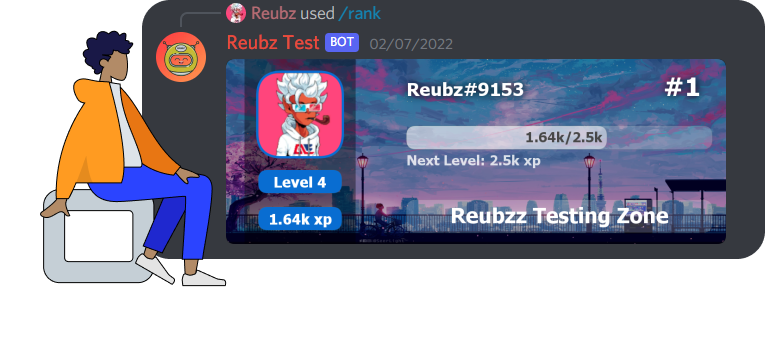 Reubz used /rank
Reubz Test BOT 02/07/2022
Reubz#9153 #1
1.64k/2.5k
Next Level: 2.5k xp
Level 4
1.64k xp
Reubzz Testing Zone